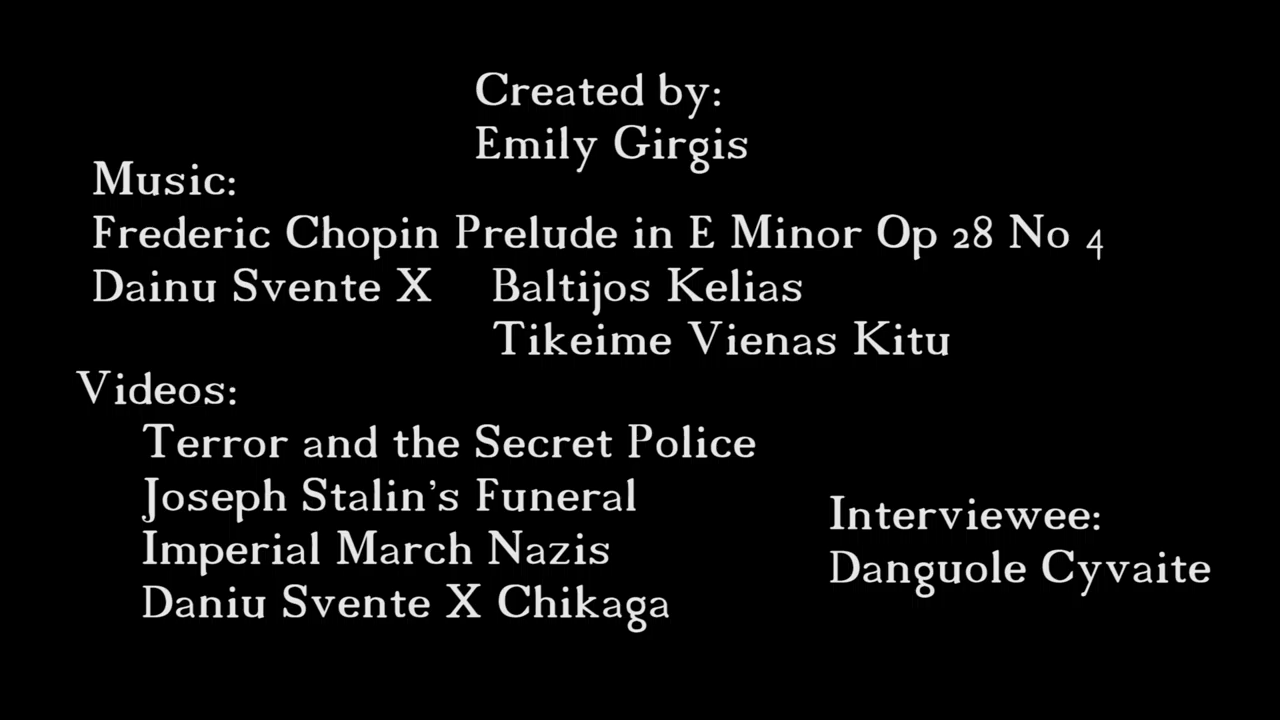 Created by:
Emily Girgis
Music:
Frederic Chopin Prelude in E Minor Op 28 No 4
Dainu Svente X
Baltijos Kelias
Tikeime Vienas Kitu
Videos:
Terror and the Secret Police
Joseph Stalin's Funeral
Imperial March Nazis
Daniu Svente X Chikaga
Interviewee:
Danguole Cyvaite